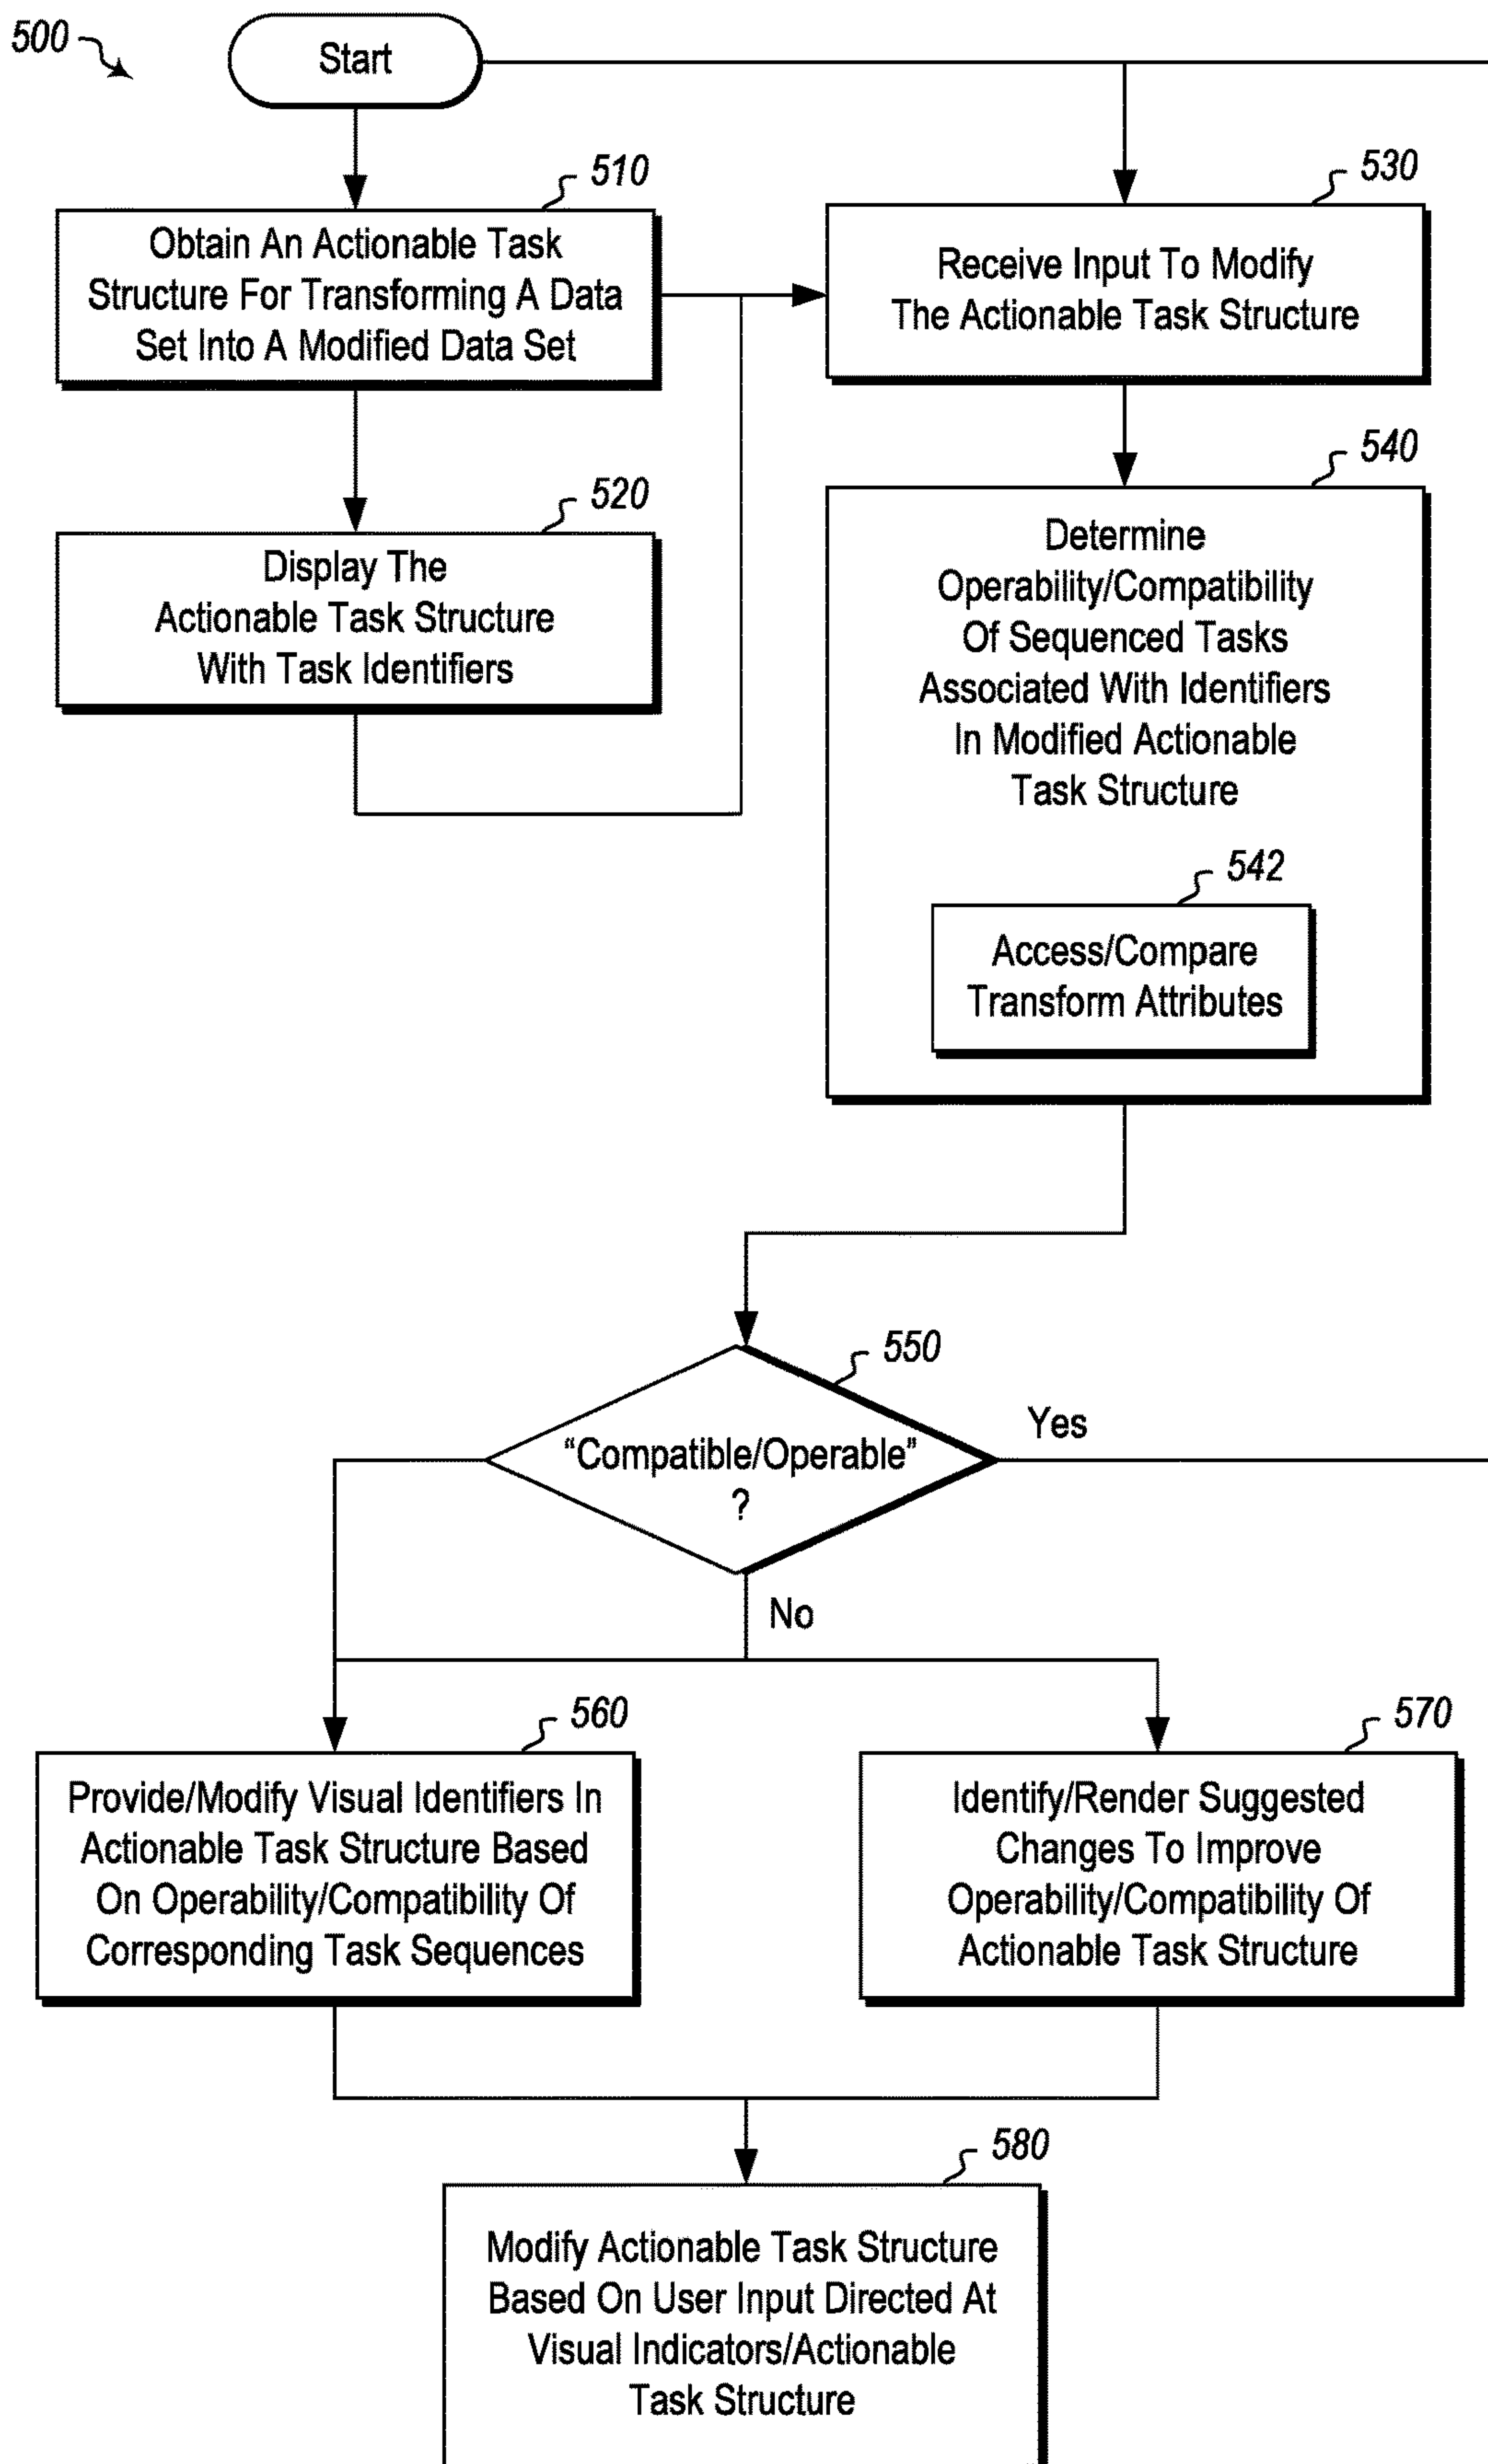 500
Start
510
Obtain An Actionable Task
Structure For Transforming A Data
Set Into A Modified Data Set
520
Display The
Actionable Task Structure
With Task Identifiers
530
Receive Input To Modify
The Actionable Task Structure
540
Determine
Operability/Compatibility
Of Sequenced Tasks
Associated With Identifiers
In Modified Actionable
Task Structure
542
Access/Compare
Transform Attributes
550
“Compatible/Operable”
?
Yes
No
560
Provide/Modify Visual Identifiers In
Actionable Task Structure Based
On Operability/Compatibility Of
Corresponding Task Sequences
570
Identify/Render Suggested
Changes To Improve
Operability/Compatibility Of
Actionable Task Structure
580
Modify Actionable Task Structure
Based On User Input Directed At
Visual Indicators/Actionable
Task Structure